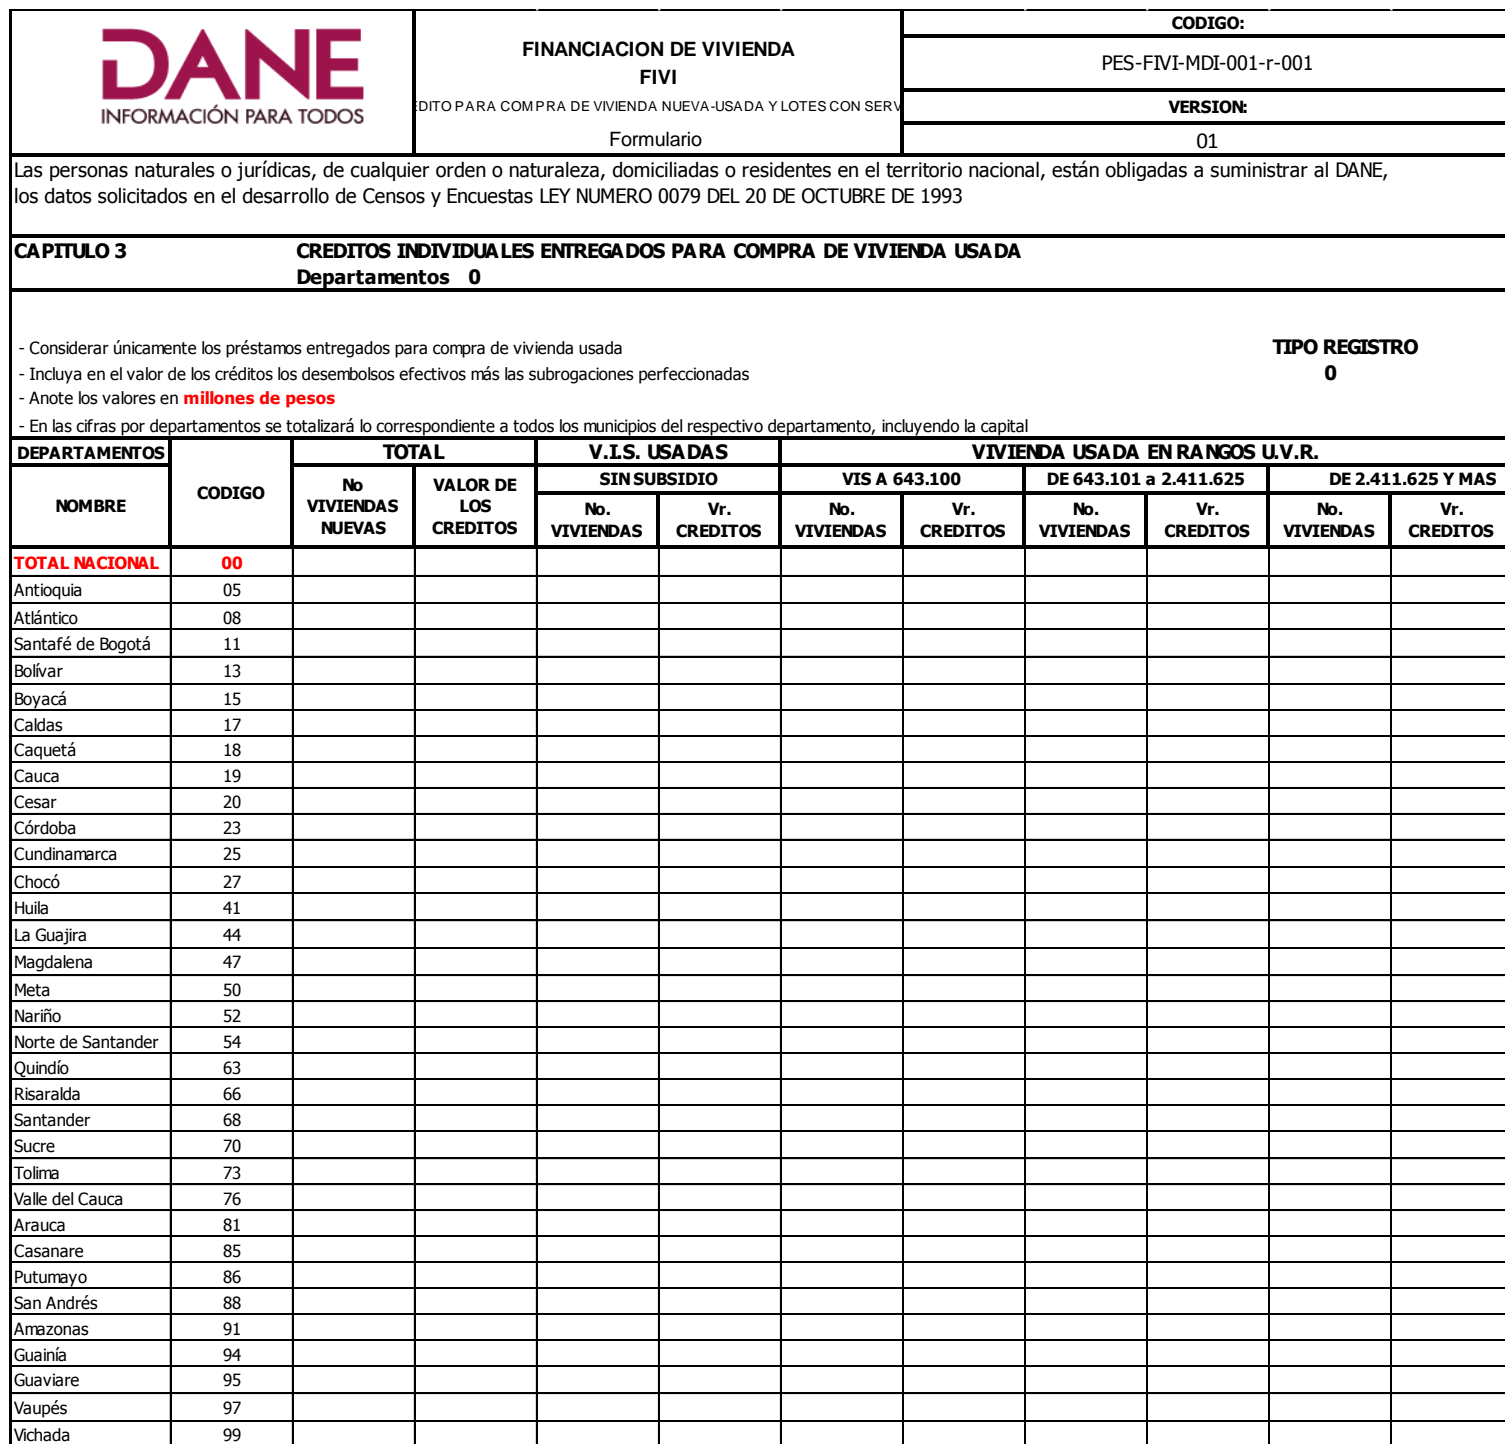 DANE
INFORMACIÓN PARA TODOS
FINANCIACION DE VIVIENDA
FIVI
EDITO PARA COMPRA DE VIVIENDA NUEVA-USADA Y LOTES CON SERV
Formulario
CODIGO:
PES-FIVI-MDI-001-r-001
VERSION:
01
Las personas naturales o jurídicas, de cualquier orden o naturaleza, domiciliadas o residentes en el territorio nacional, están obligadas a suministrar al DANE,
los datos solicitados en el desarrollo de Censos y Encuestas LEY NUMERO 0079 DEL 20 DE OCTUBRE DE 1993
CAPITULO 3 CREDITOS INDIVIDUALES ENTREGADOS PARA COMPRA DE VIVIENDA USADA
Departamentos 0
- Considerar únicamente los préstamos entregados para compra de vivienda usada
- Incluya en el valor de los créditos los desembolsos efectivos más las subrogaciones perfeccionadas
- Anote los valores en millones de pesos
- En las cifras por departamentos se totalizará lo correspondiente a todos los municipios del respectivo departamento, incluyendo la capital
TIPO REGISTRO
0
DEPARTAMENTOS TOTAL V.I.S. USADAS VIVIENDA USADA EN RANGOS U.V.R.
NOMBRE
CODIGO
No
VIVIENDAS
NUEVAS
VALOR DE
LOS
CREDITOS
SIN SUBSIDIO VIS A 643.100 DE 643.101 a 2.411.625 DE 2.411.625 Y MAS
No. Vr. No. Vr. No. Vr. No. Vr.
VIVIENDAS CREDITOS VIVIENDAS CREDITOS VIVIENDAS CREDITOS VIVIENDAS CREDITOS
TOTAL NACIONAL 00
Antioquia 05
Atlántico 08
Santafé de Bogotá 11
Bolívar 13
Boyacá 15
Caldas 17
Caquetá 18
Cauca 19
Cesar 20
Córdoba 23
Cundinamarca 25
Chocó 27
Huila 41
La Guajira 44
Magdalena 47
Meta 50
Nariño 52
Norte de Santander 54
Quindío 63
Risaralda 66
Santander 68
Sucre 70
Tolima 73
Valle del Cauca 76
Arauca 81
Casanare 85
Putumayo 86
San Andrés 88
Amazonas 91
Guainía 94
Guaviare 95
Vaupés 97
Vichada 99